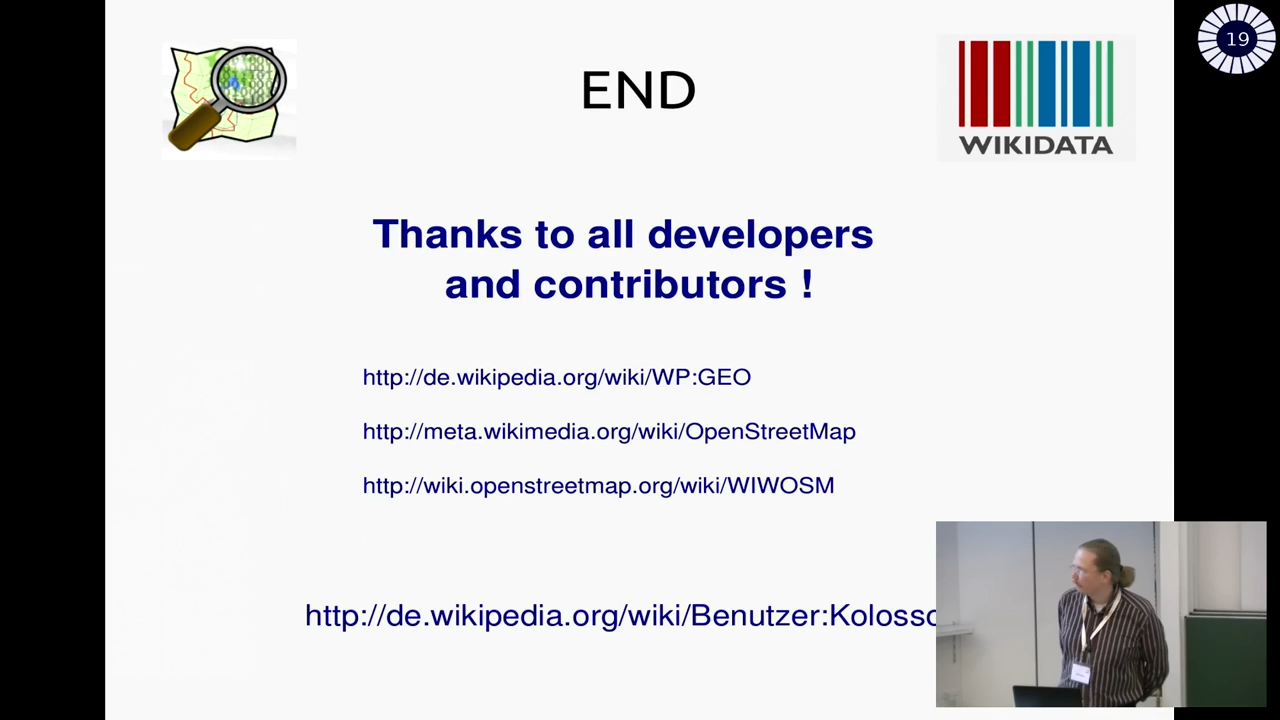 19
END
WIKIDATA
Thanks to all developers
and contributors !
http://de.wikipedia.org/wiki/WP:GEO
http://meta.wikimedia.org/wiki/OpenStreetMap
http://wiki.openstreetmap.org/wiki/WIWOSM
http://de.wikipedia.org/wiki/Benutzer:Kolosso